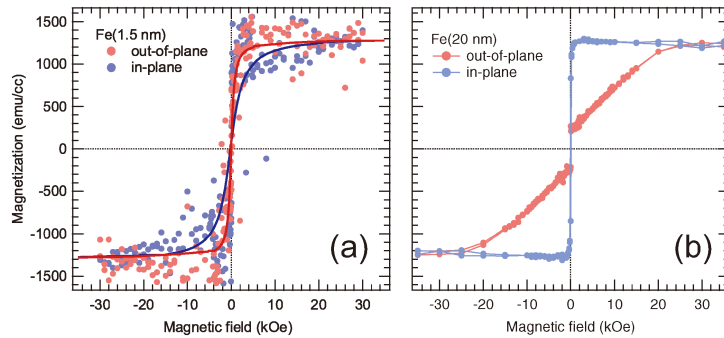 Fe(1.5 nm)
out-of-plane
in-plane
Magnetization (emu/cc)
1500
1000
500
0
-500
-1000
-1500
-30 -20 -10 0 10 20 30
Magnetic field (kOe)
(a)
Fe(20 nm)
out-of-plane
in-plane
-30 -20 -10 0 10 20 30
Magnetic field (kOe)
(b)